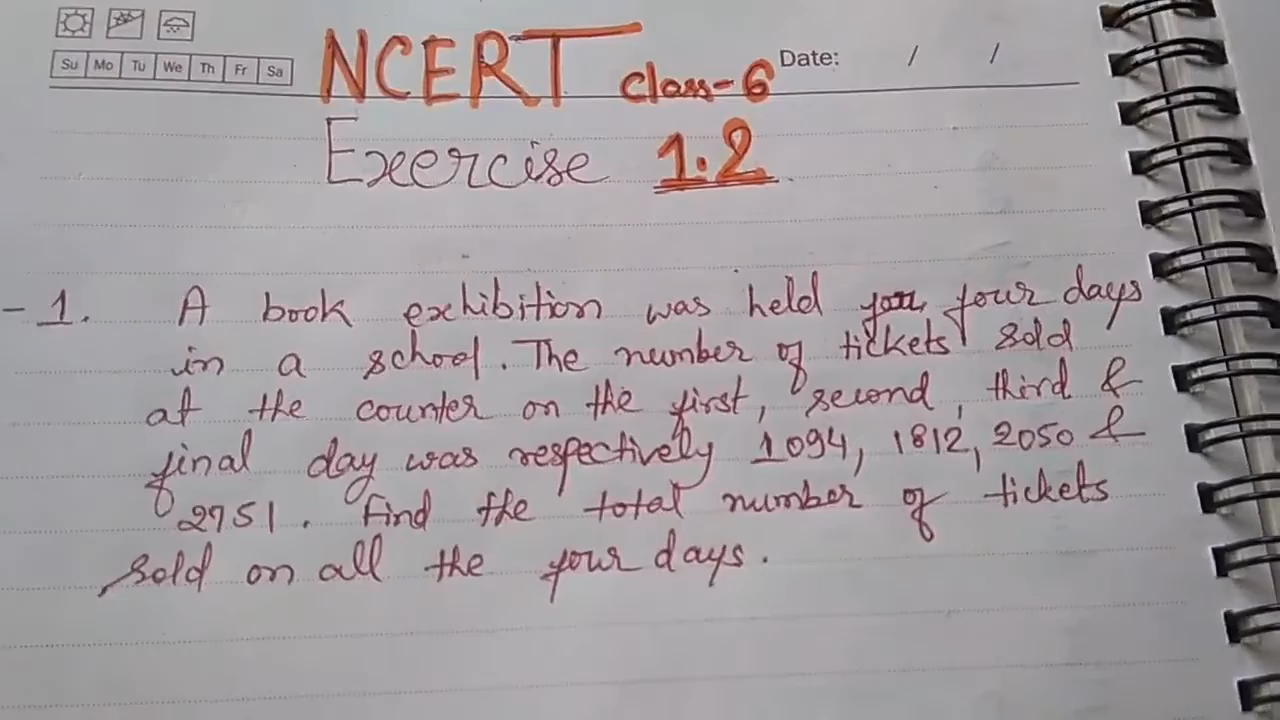 Su Mo Tu We Th Fr Sa
NCERT Class-6
Date: / /
Exercise 1.2
-1. A book exhibition was held for four days
in a school. The number of tickets sold
at the counter on the first, second, third &
final day was respectively 1094, 1812, 2050 &
2751. Find the total number of tickets
sold on all the four days.